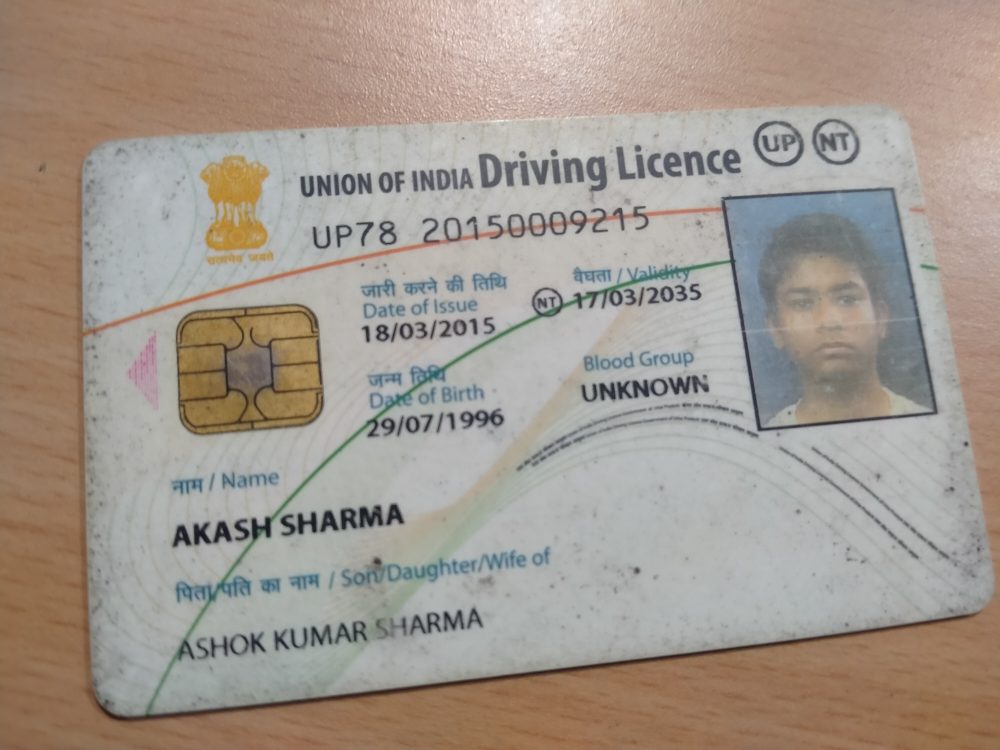 UNION OF INDIA Driving Licence UP NT
सत्यमेव जयते
UP78 20150009215
जारी करने की तिथि
Date of Issue
18/03/2015
NT
वैघता / Validity
17/03/2035
जन्म तिथि
Date of Birth
29/07/1996
Blood Group
UNKNOWN
नाम / Name
AKASH SHARMA
पिता/पति का नाम / Son/Daughter/Wife of
ASHOK KUMAR SHARMA